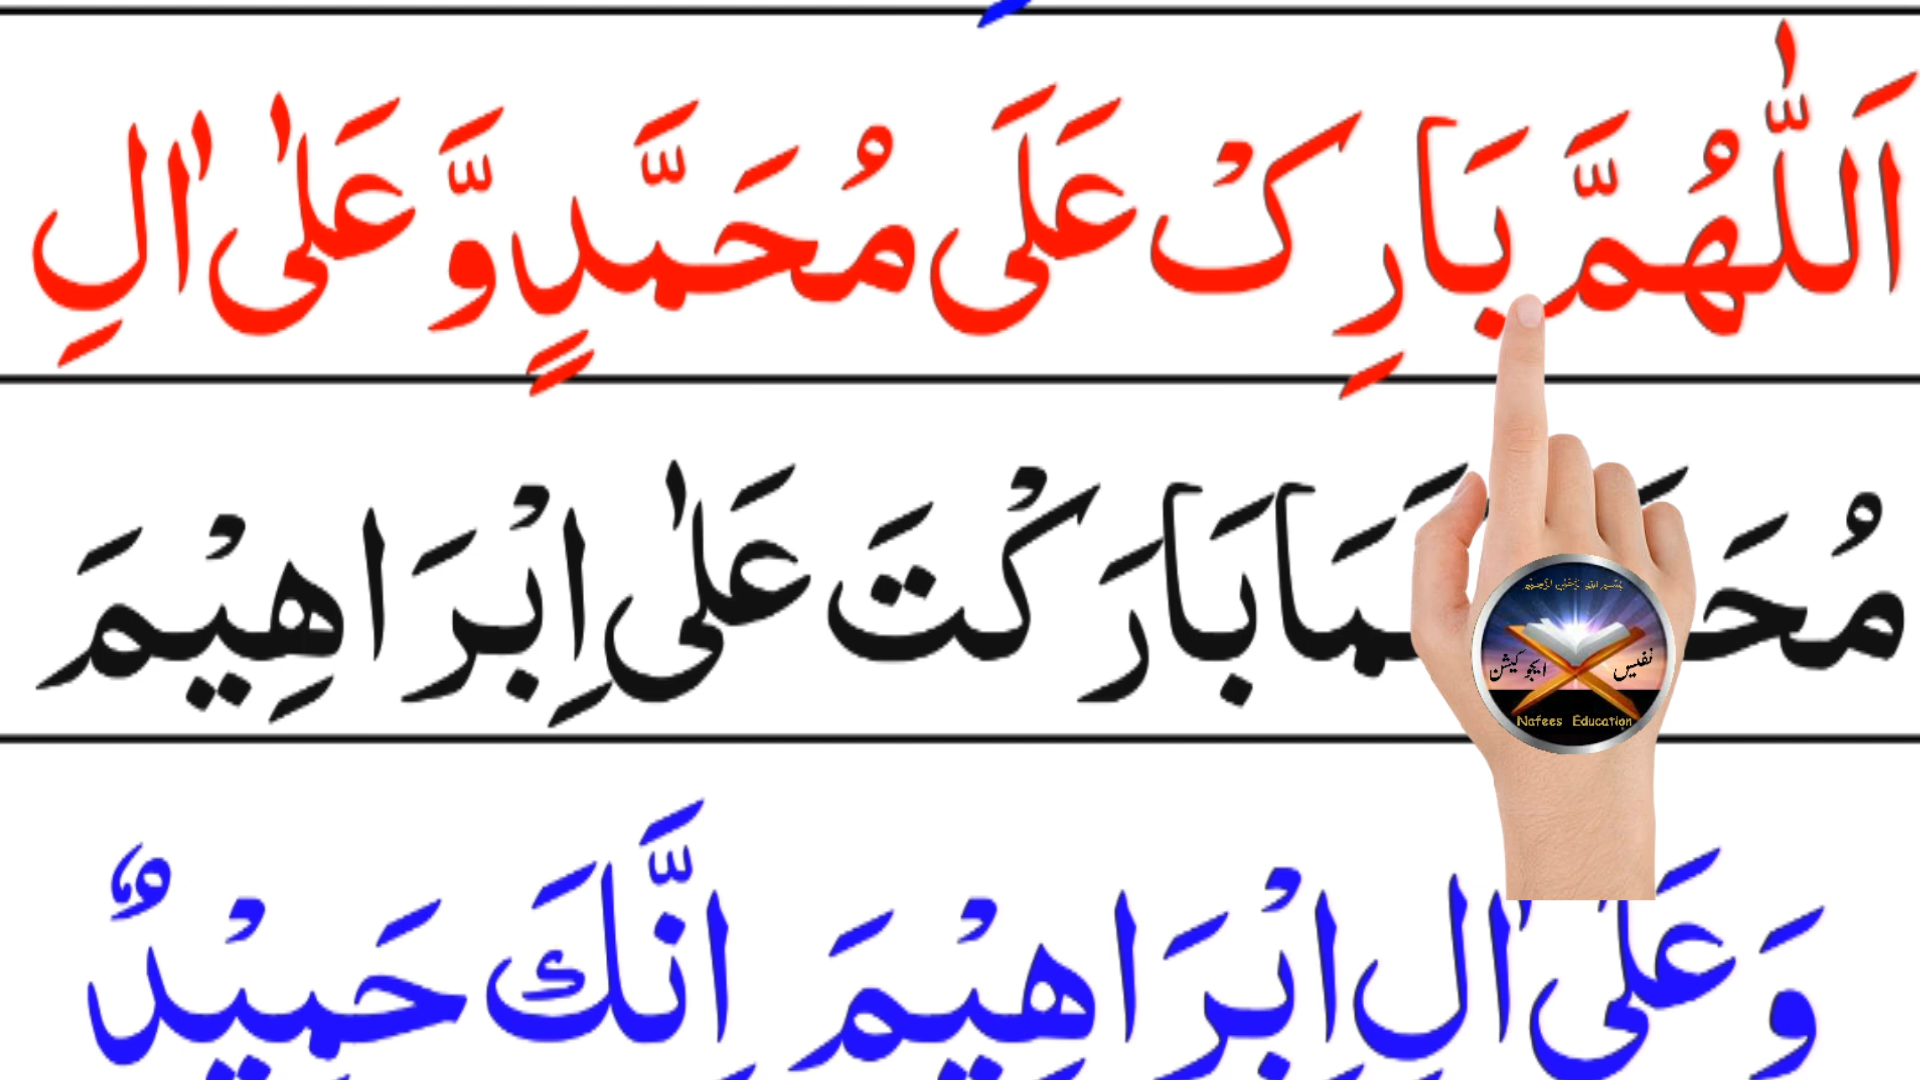 اَللّٰهُمَّ بَارِكْ عَلَى مُحَمَّدٍ وَّعَلٰى اٰلِ
بَارَكْتَ عَلٰى اِبْرَاهِيْمَ
وَعَلٰى اٰلِ اِبْرَاهِيْمَ اِنَّكَ حَمِيْدٌ
نفیس ایجوکیشن
Nafees Education